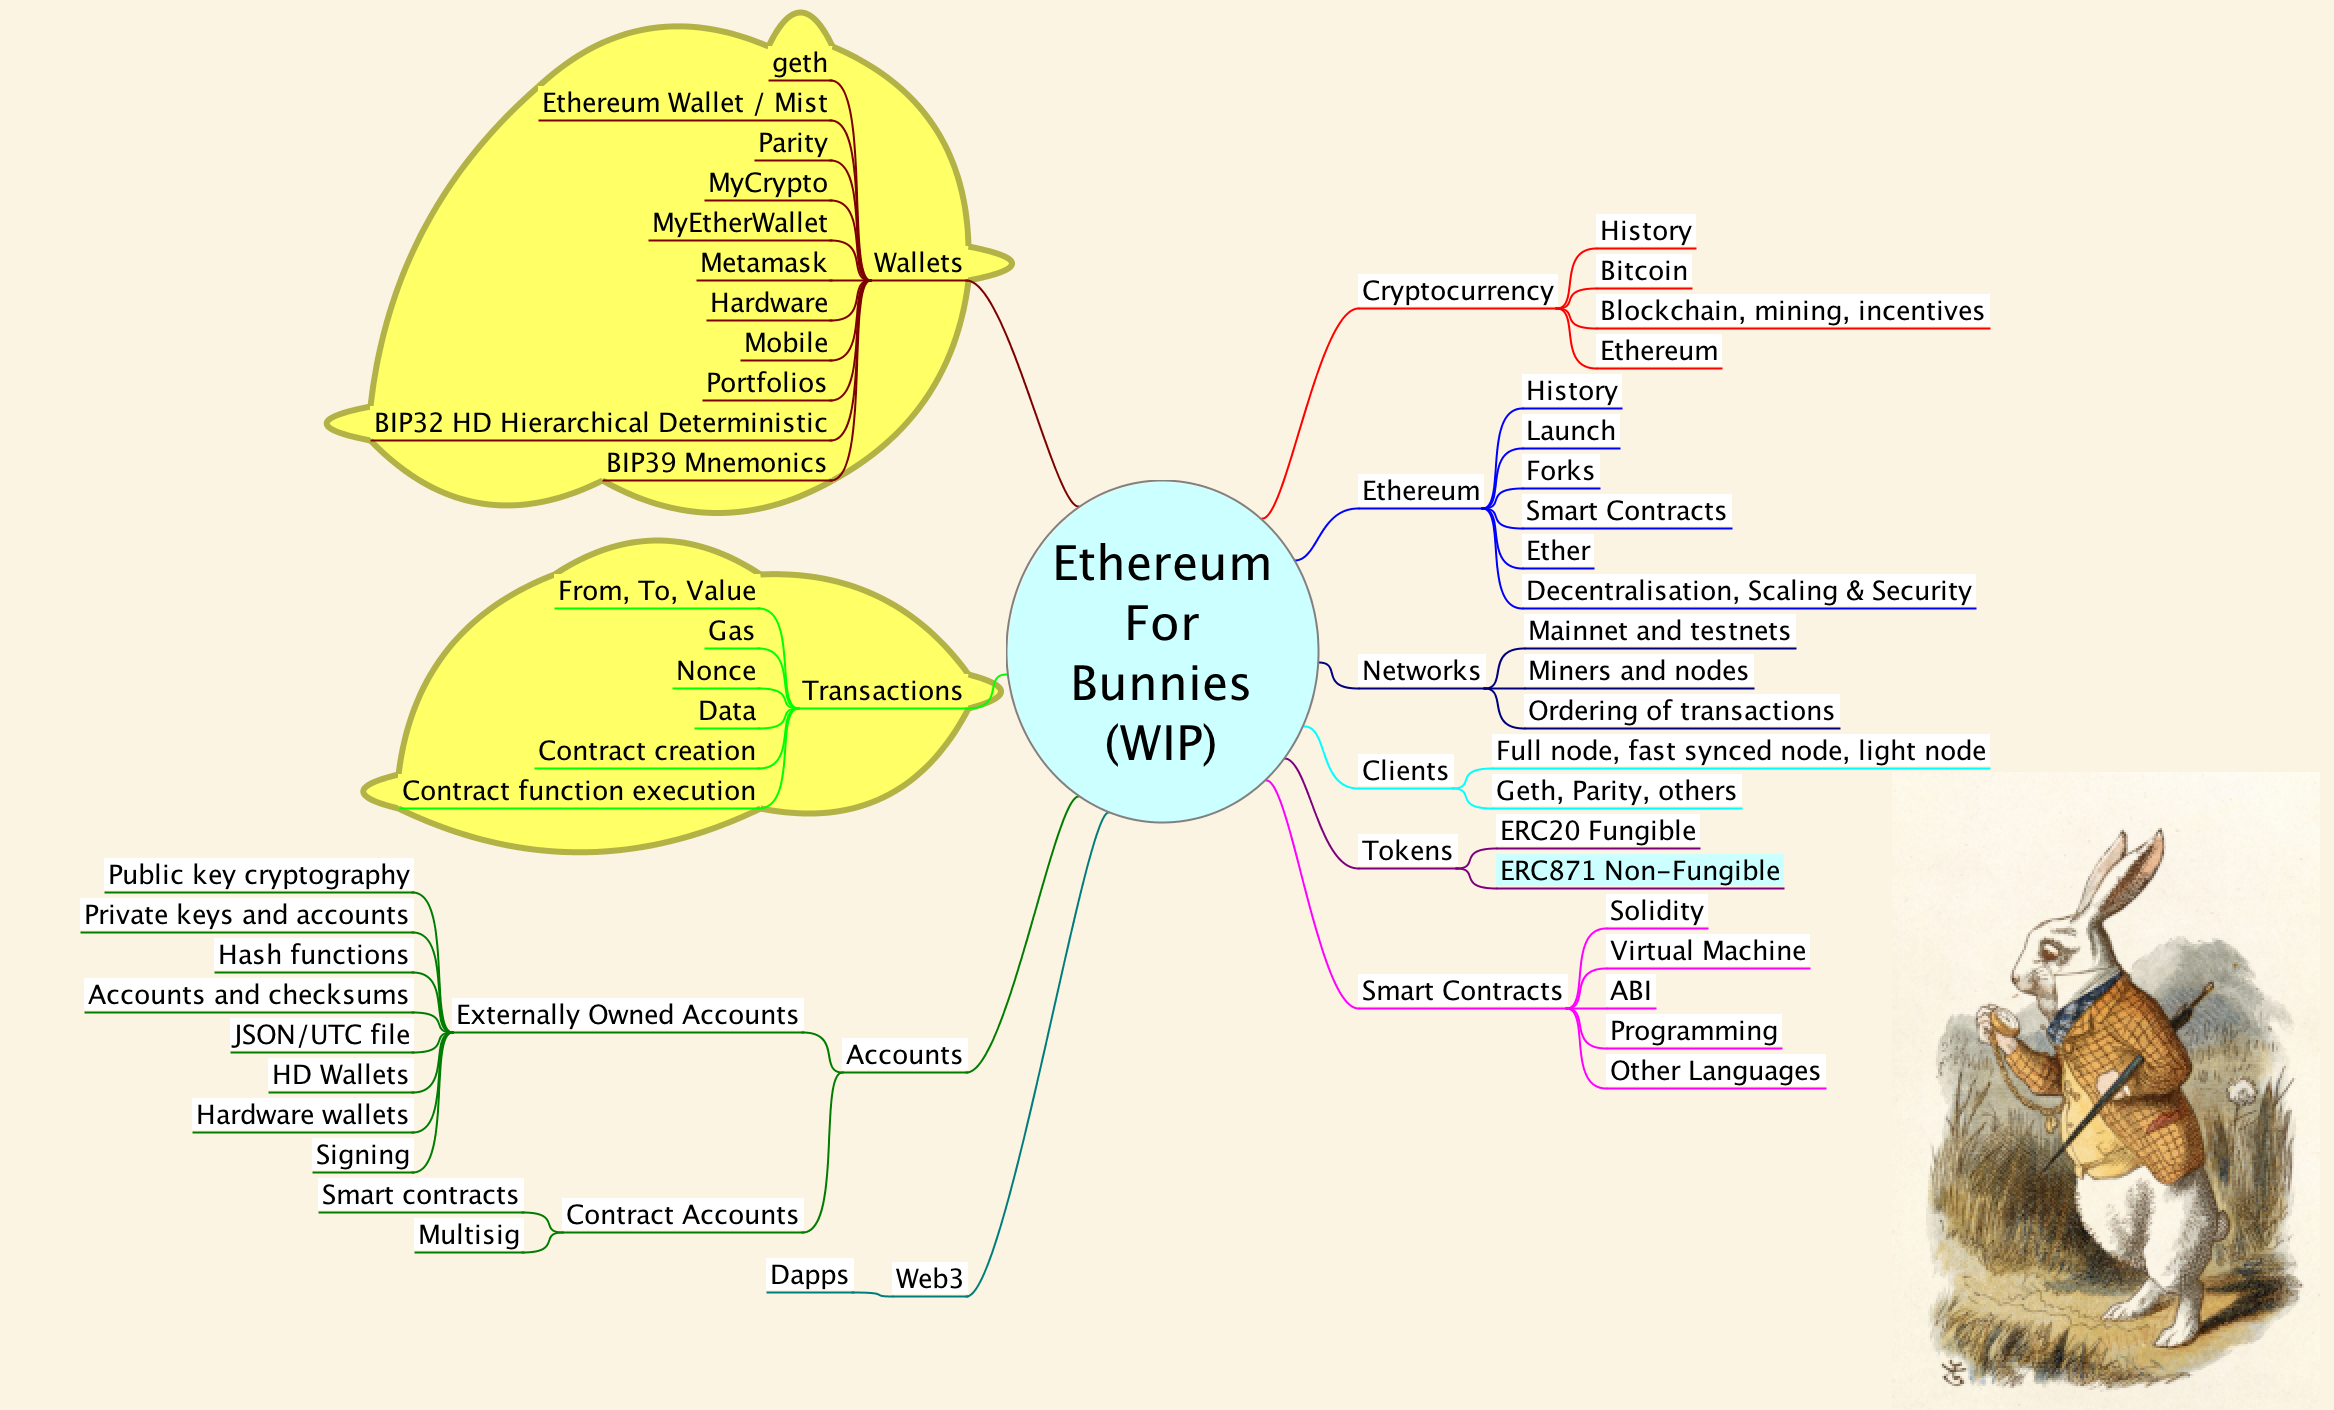 Ethereum
For
Bunnies
(WIP)
Wallets
geth
Ethereum Wallet / Mist
Parity
MyCrypto
MyEtherWallet
Metamask
Hardware
Mobile
Portfolios
BIP32 HD Hierarchical Deterministic
BIP39 Mnemonics
Transactions
From, To, Value
Gas
Nonce
Data
Contract creation
Contract function execution
Accounts
Externally Owned Accounts
Public key cryptography
Private keys and accounts
Hash functions
Accounts and checksums
JSON/UTC file
HD Wallets
Hardware wallets
Signing
Contract Accounts
Smart contracts
Multisig
Web3
Dapps
Cryptocurrency
History
Bitcoin
Blockchain, mining, incentives
Ethereum
Ethereum
History
Launch
Forks
Smart Contracts
Ether
Decentralisation, Scaling & Security
Networks
Mainnet and testnets
Miners and nodes
Ordering of transactions
Clients
Full node, fast synced node, light node
Geth, Parity, others
Tokens
ERC20 Fungible
ERC871 Non-Fungible
Smart Contracts
Solidity
Virtual Machine
ABI
Programming
Other Languages